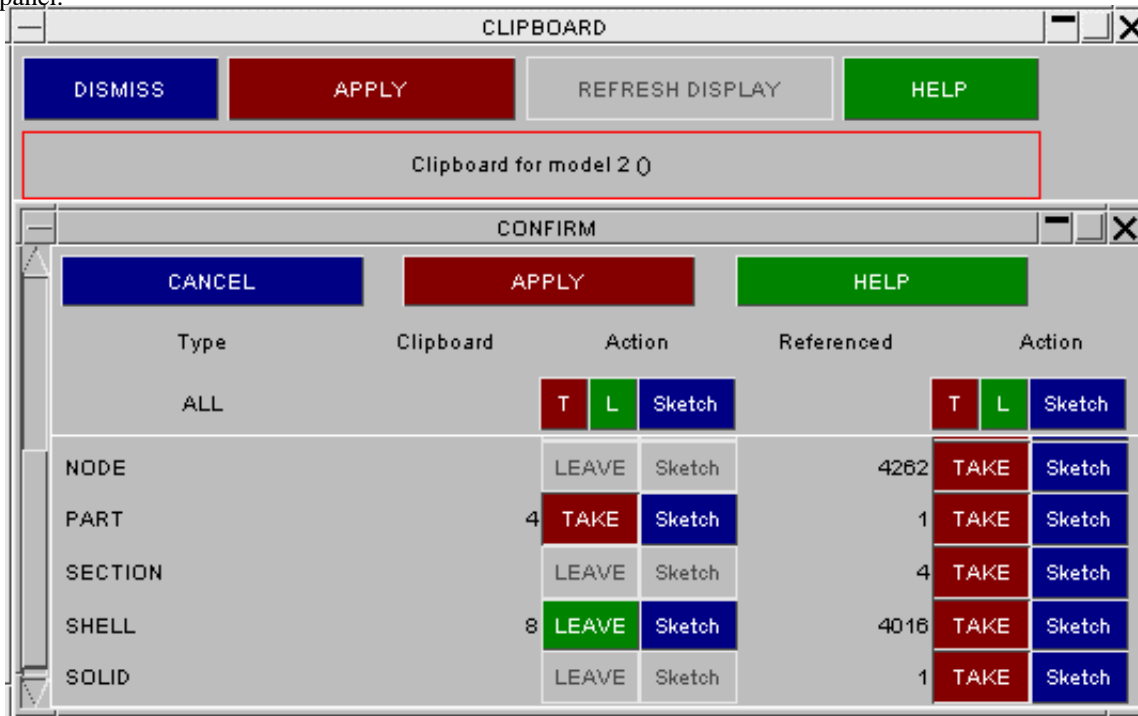 panel.
CLIPBOARD
DISMISS APPLY REFRESH DISPLAY HELP
Clipboard for model 2 ()
CONFIRM
CANCEL APPLY HELP
Type Clipboard Action Referenced Action
ALL T L Sketch T L Sketch
NODE LEAVE Sketch 4262 TAKE Sketch
PART 4 TAKE Sketch 1 TAKE Sketch
SECTION LEAVE Sketch 4 TAKE Sketch
SHELL 8 LEAVE Sketch 4016 TAKE Sketch
SOLID LEAVE Sketch 1 TAKE Sketch